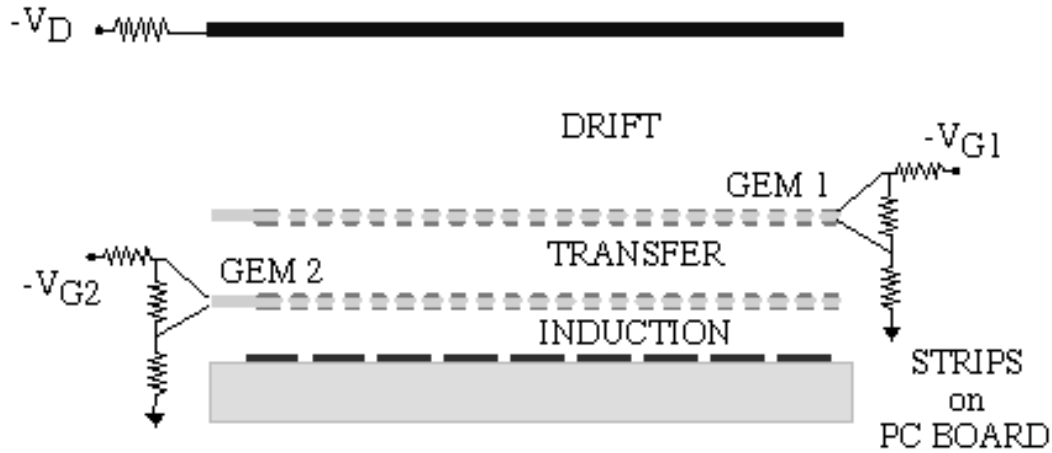 -VD
DRIFT
-VG1
GEM 1
TRANSFER
GEM 2
-VG2
INDUCTION
STRIPS
on
PC BOARD